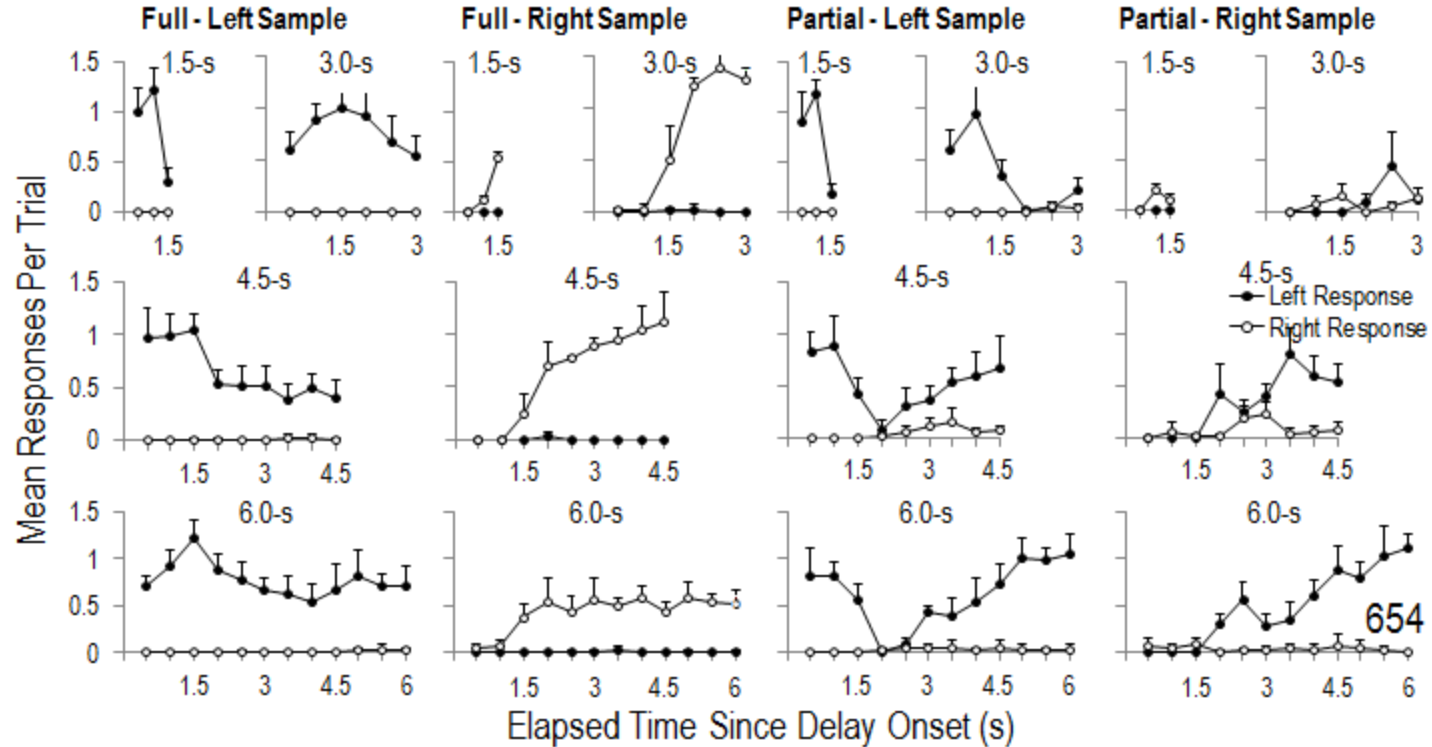 Full - Left Sample
Full - Right Sample
Partial - Left Sample
Partial - Right Sample
Mean Responses Per Trial
1.5 1.5-s 3.0-s 1.5-s 3.0-s 1.5-s 3.0-s 1.5-s 3.0-s
1
0.5
0
1.5 1.5 3 1.5 1.5 3 1.5 1.5 3 1.5 1.5 3
1.5 4.5-s 4.5-s 4.5-s 4.5-s
Left Response
Right Response
1
0.5
0
1.5 3 4.5 1.5 3 4.5 1.5 3 4.5 1.5 3 4.5
1.5 6.0-s 6.0-s 6.0-s 6.0-s
1
0.5
654
0
1.5 3 4.5 6 1.5 3 4.5 6 1.5 3 4.5 6 1.5 3 4.5 6
Elapsed Time Since Delay Onset (s)